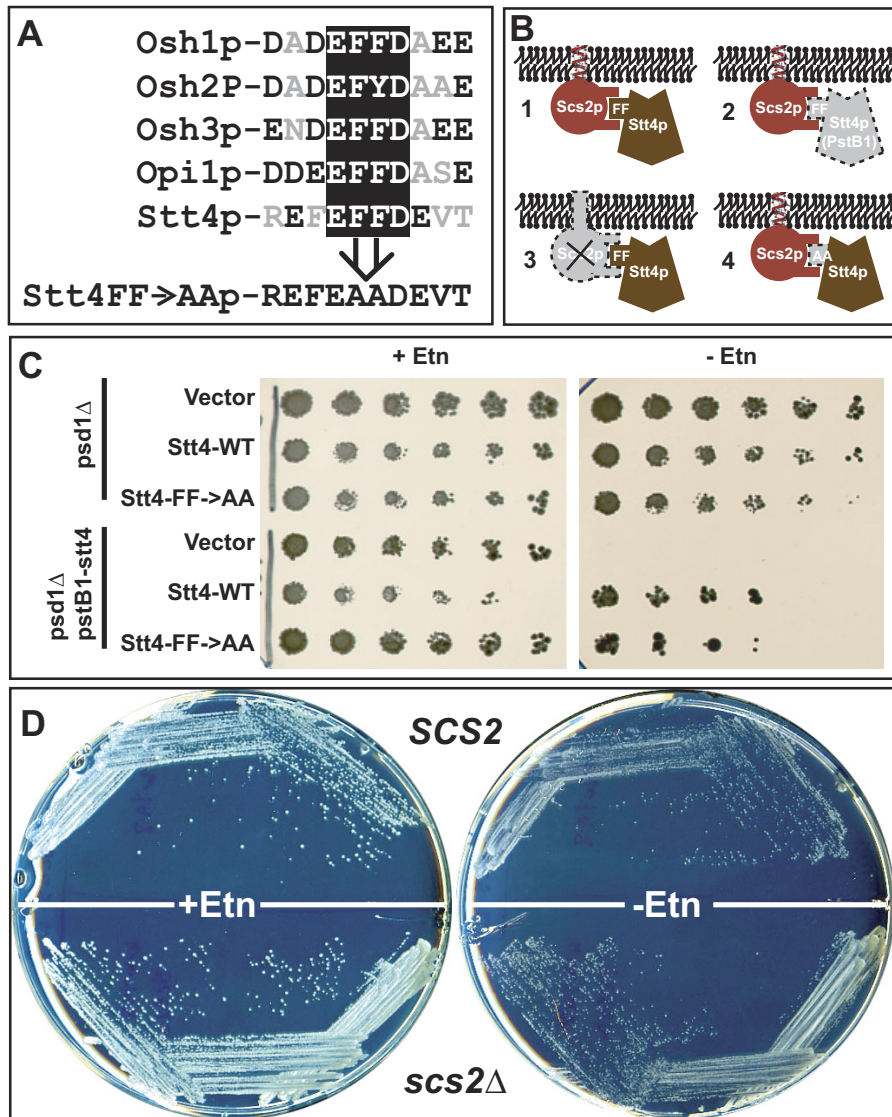 A
Osh1p-DADEFFDAEE
Osh2P-DADEFYDAAE
Osh3p-ENDEFFDAEE
Opi1p-DDEEFFDASE
Stt4p-REFEFFDEVT
Stt4FF->AAp-REFEAADEVT
B
1
Scs2p
FF
Stt4p
2
Scs2p
FF
Stt4p
(PstB1)
3
Scs2p
FF
Stt4p
4
Scs2p
AA
Stt4p
C
+ Etn
- Etn
psd1Δ
Vector
Stt4-WT
Stt4-FF->AA
psd1Δ
pstB1-stt4
Vector
Stt4-WT
Stt4-FF->AA
D
SCS2
+Etn
-Etn
scs2Δ